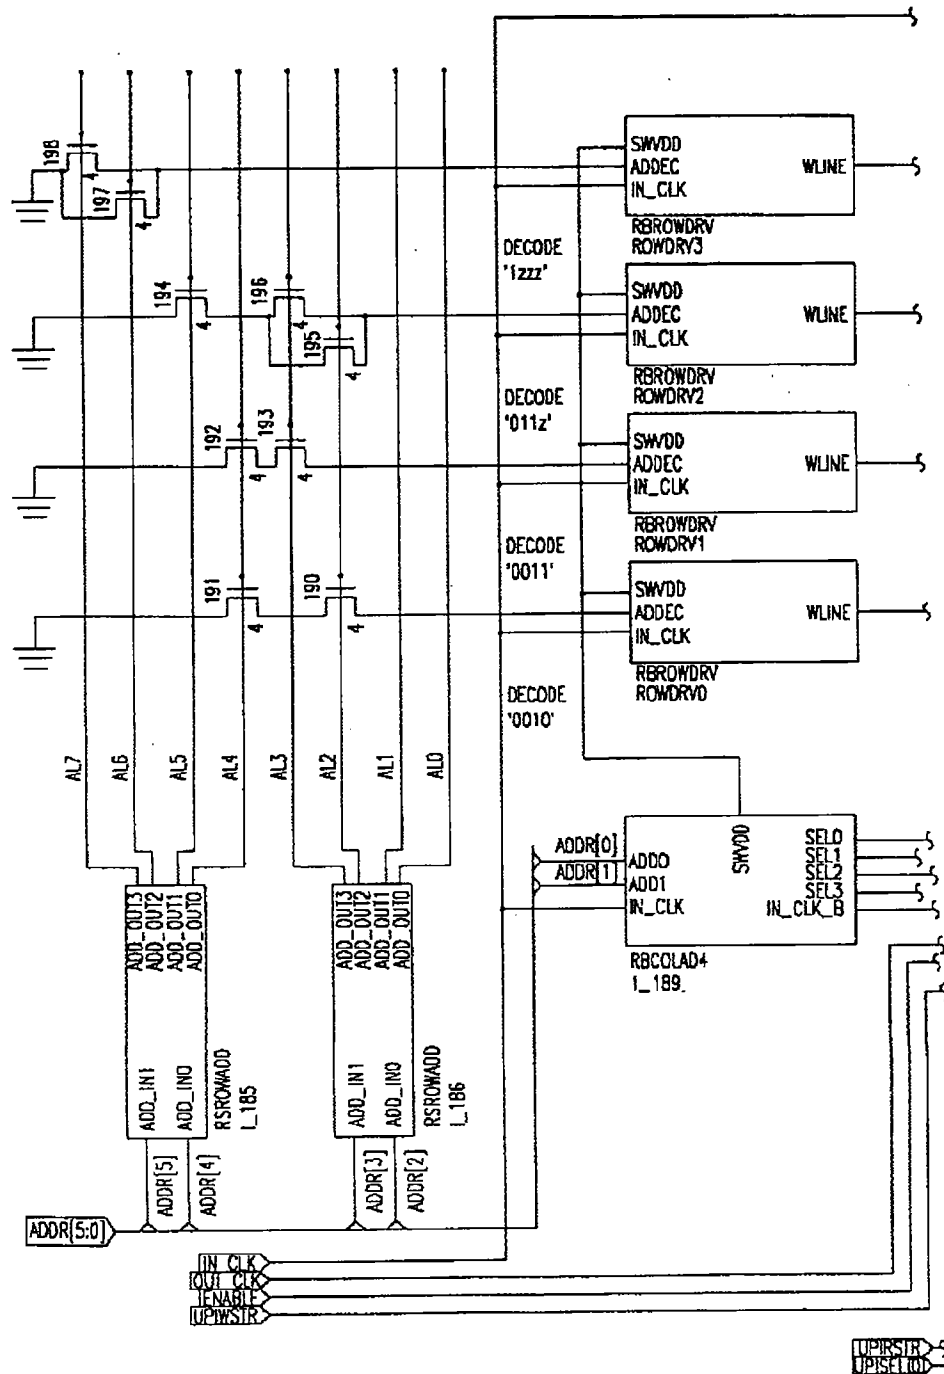 198
4
197
4
SWVDD
ADDEC
IN_CLK
WLINE
RBROWDRV
ROWDRV3
DECODE
'1zzz'
194
4
196
4
195
4
SWVDD
ADDEC
IN_CLK
WLINE
RBROWDRV
ROWDRV2
DECODE
'011z'
192
4
193
4
SWVDD
ADDEC
IN_CLK
WLINE
RBROWDRV
ROWDRV1
DECODE
'0011'
191
4
190
4
SWVDD
ADDEC
IN_CLK
WLINE
RBROWDRV
ROWDRV0
DECODE
'0010'
AL7
AL6
AL5
AL4
AL3
AL2
AL1
AL0
ADD_OUT3
ADD_OUT2
ADD_OUT1
ADD_OUT0
ADD_IN1
ADD_IN0
RSROWADD
I_185
ADD_OUT3
ADD_OUT2
ADD_OUT1
ADD_OUT0
ADD_IN1
ADD_IN0
RSROWADD
I_186
ADDR[0]
ADDR[1]
ADD0
ADD1
IN_CLK
SWVDD
SEL0
SEL1
SEL2
SEL3
IN_CLK_B
RBCOLAD4
I_189
ADDR[5]
ADDR[4]
ADDR[3]
ADDR[2]
ADDR[5:0]
IN_CLK
OUT_CLK
IENABLE
UPIWSTR
UPIRSTR
UPISEL[0]